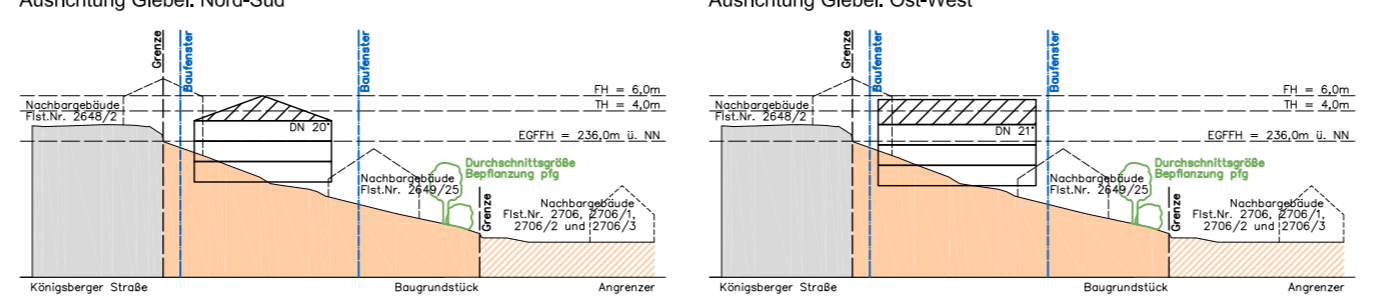 Ausrichtung Giebel: Nord-Süd
Grenze
Baufenster
Baufenster
FH = 6,0m
Nachbargebäude
TH = 4,0m
Flst.Nr. 2648/2
DN 20°
EGFFH = 236,0m ü. NN
Durchschnittsgröße
Bepflanzung pfg
Nachbargebäude
Flst.Nr. 2649/25
Grenze
Nachbargebäude
Flst.Nr. 2706, 2706/1,
2706/2 und 2706/3
Königsberger Straße
Baugrundstück
Angrenzer
Ausrichtung Giebel: Ost-West
Grenze
Baufenster
Baufenster
FH = 6,0m
Nachbargebäude
TH = 4,0m
Flst.Nr. 2648/2
DN 21°
EGFFH = 236,0m ü. NN
Durchschnittsgröße
Bepflanzung pfg
Nachbargebäude
Flst.Nr. 2649/25
Grenze
Nachbargebäude
Flst.Nr. 2706, 2706/1,
2706/2 und 2706/3
Königsberger Straße
Baugrundstück
Angrenzer